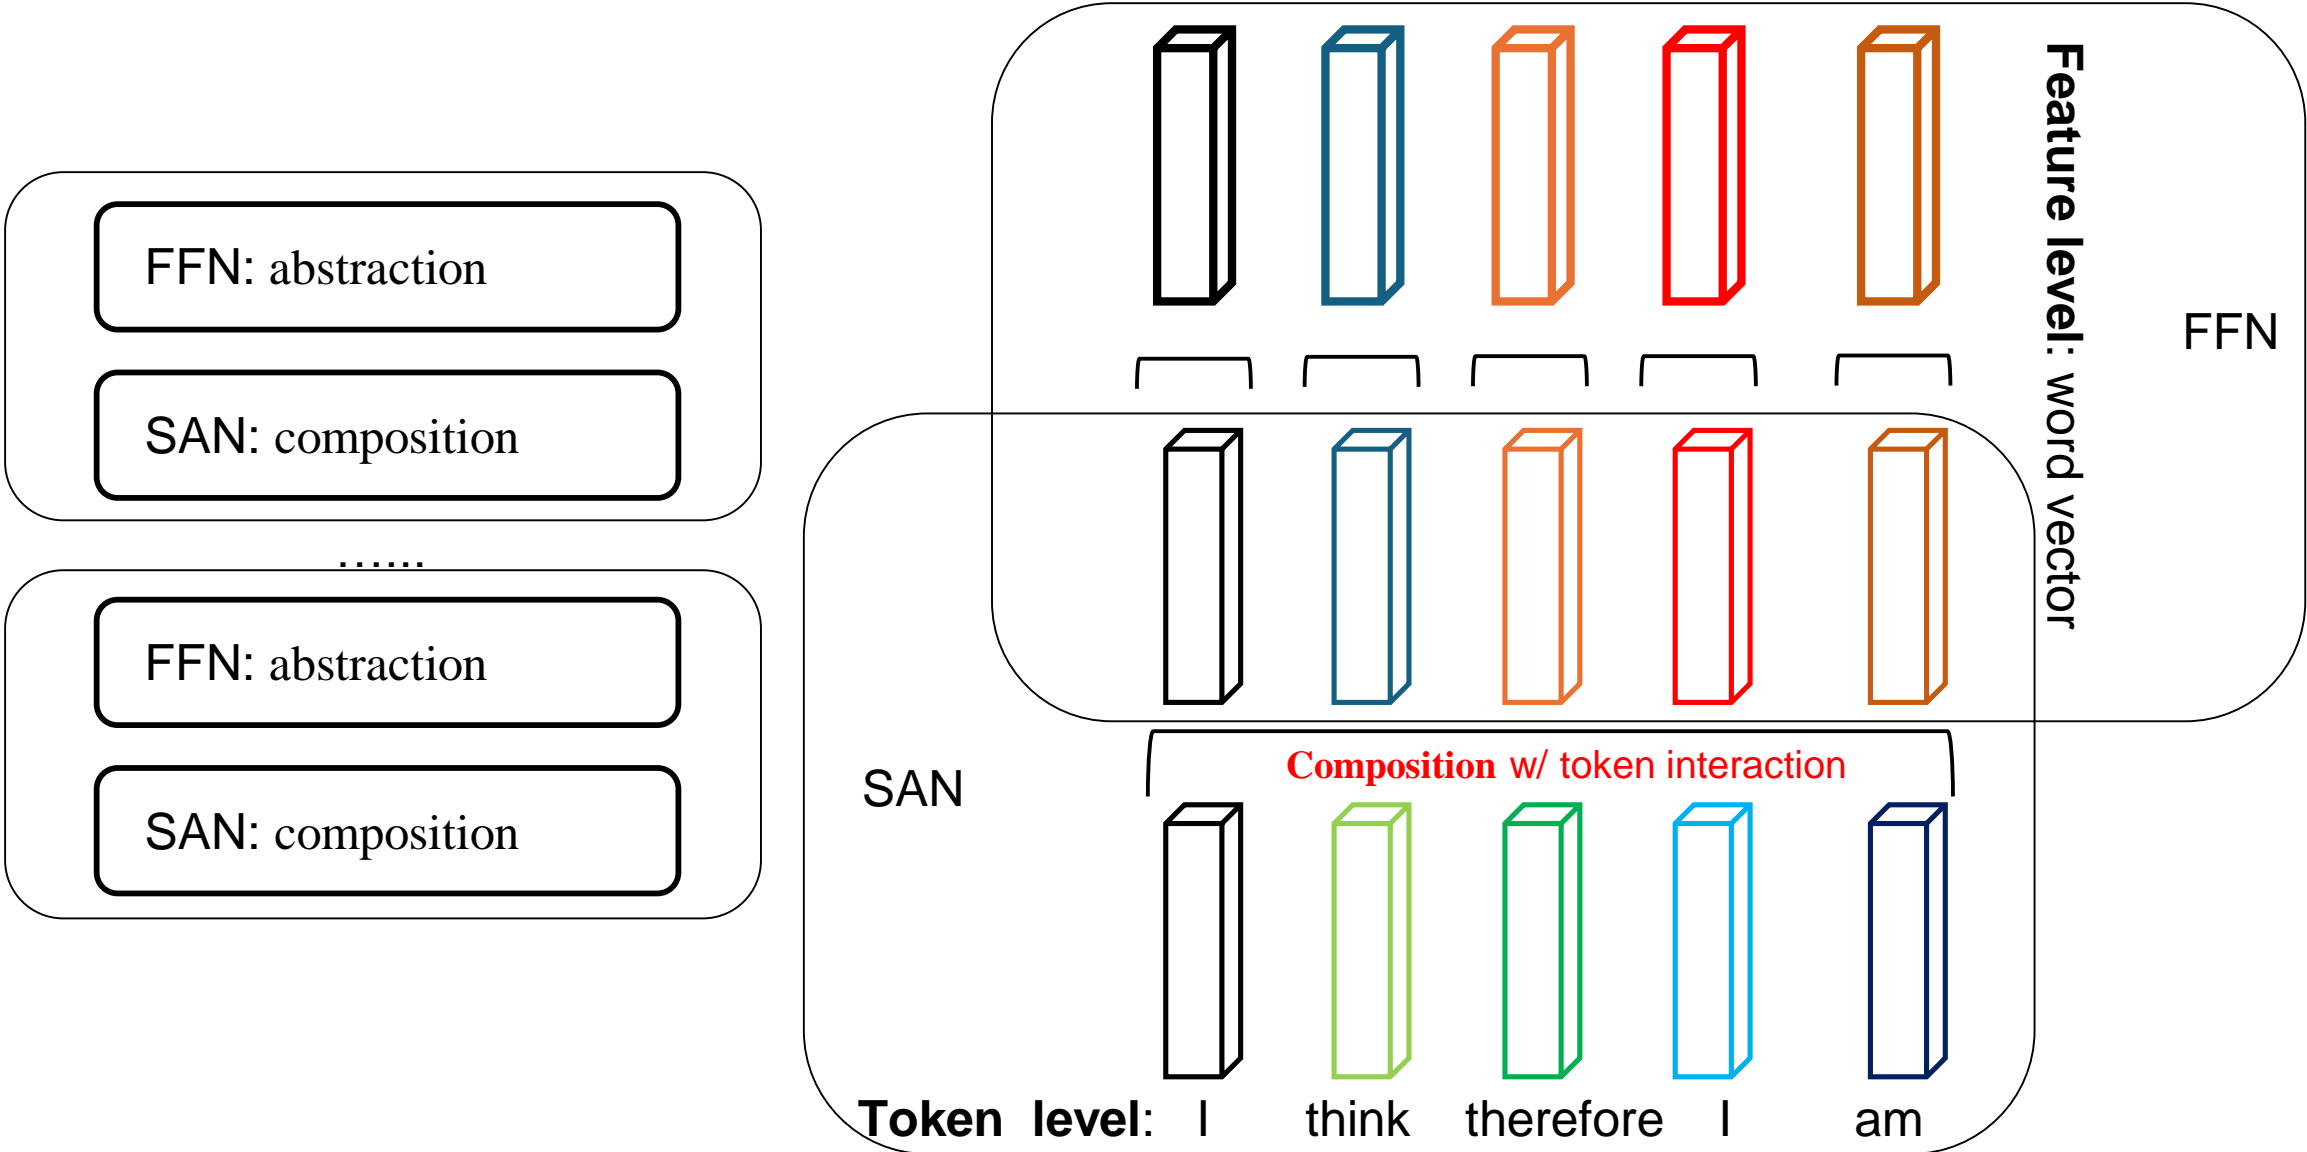 FFN: abstraction
SAN: composition
…...
FFN: abstraction
SAN: composition
Feature level: word vector
FFN
SAN
Composition w/ token interaction
Token level: I think therefore I am